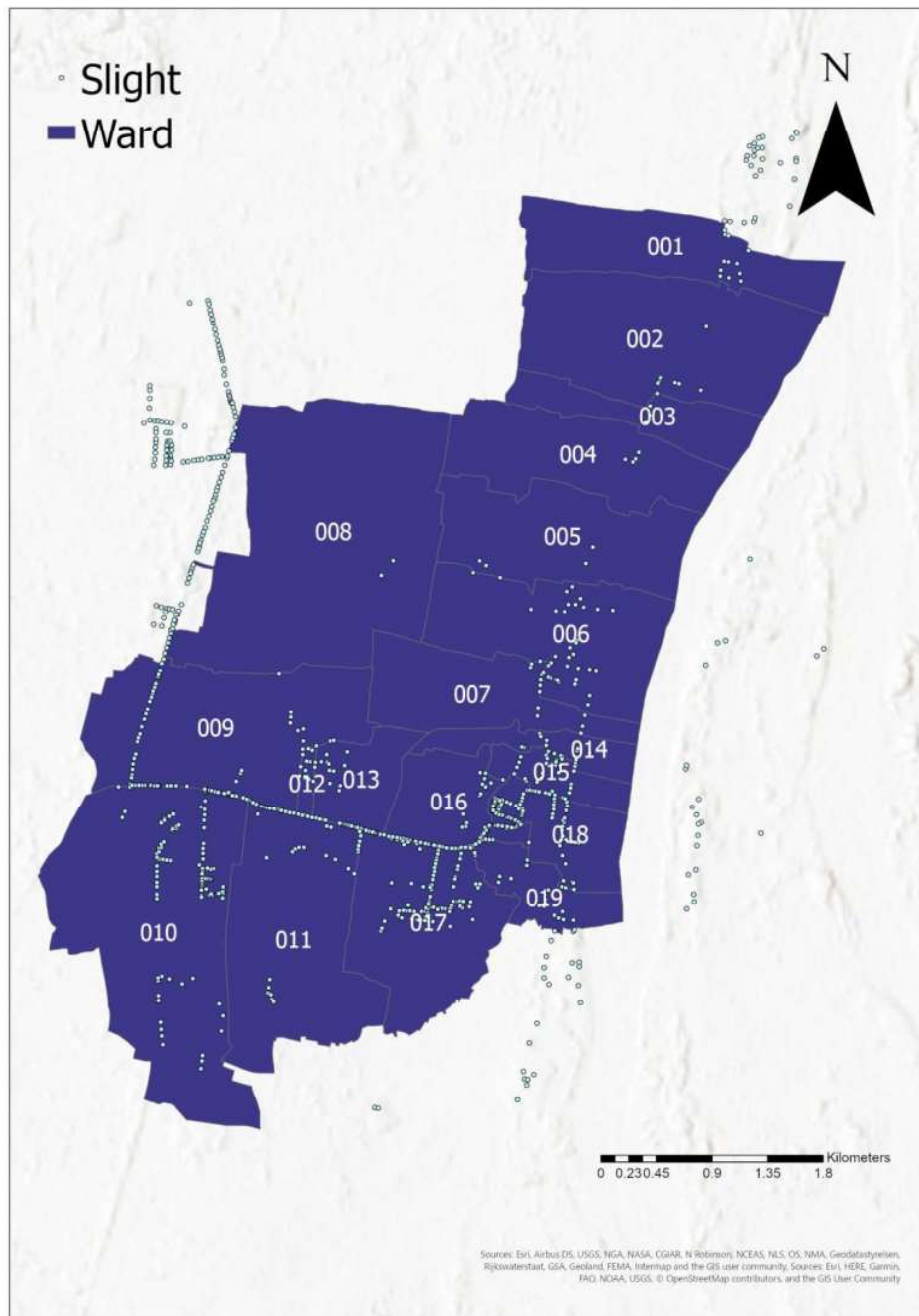 Slight
Ward
N
001
002
003
004
005
008
006
007
009
014
015
012
013
016
018
019
017
010
011
Kilometers
0 0.230.45 0.9 1.35 1.8
Sources: Esri, Airbus DS, USGS, NGA, NASA, CGIAR, N Robinson, NCEAS, NLS, OS, NMA, Geodatastyrelsen,
Rijkswaterstaat, GSA, Geoland, FEMA, Intermap and the GIS user community, Sources: Esri, HERE, Garmin,
FAO, NOAA, USGS, © OpenStreetMap contributors, and the GIS User Community